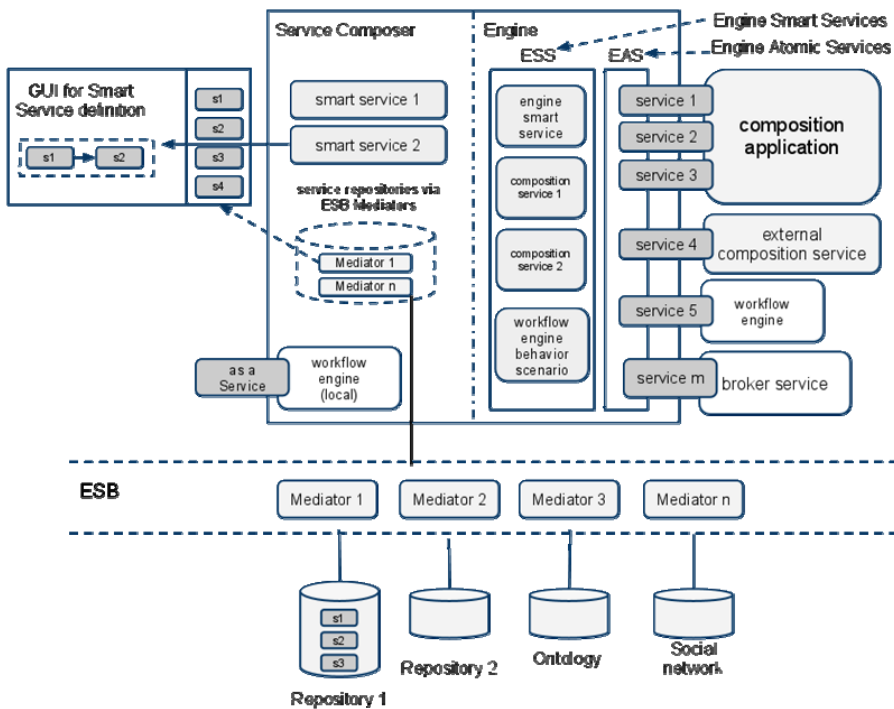 Service Composer
Engine
Engine Smart Services
ESS
EAS
Engine Atomic Services
GUI for Smart
Service definition
s1
s2
s1
s2
s3
s4
smart service 1
smart service 2
service repositories via
ESB Mediators
Mediator 1
Mediator n
as a
Service
workflow
engine
(local)
engine
smart
service
composition
service 1
composition
service 2
workflow
engine
behavior
scenario
service 1
service 2
service 3
service 4
service 5
service m
composition
application
external
composition service
workflow
engine
broker service
ESB
Mediator 1
Mediator 2
Mediator 3
Mediator n
s1
s2
s3
Repository 1
Repository 2
Ontology
Social
network